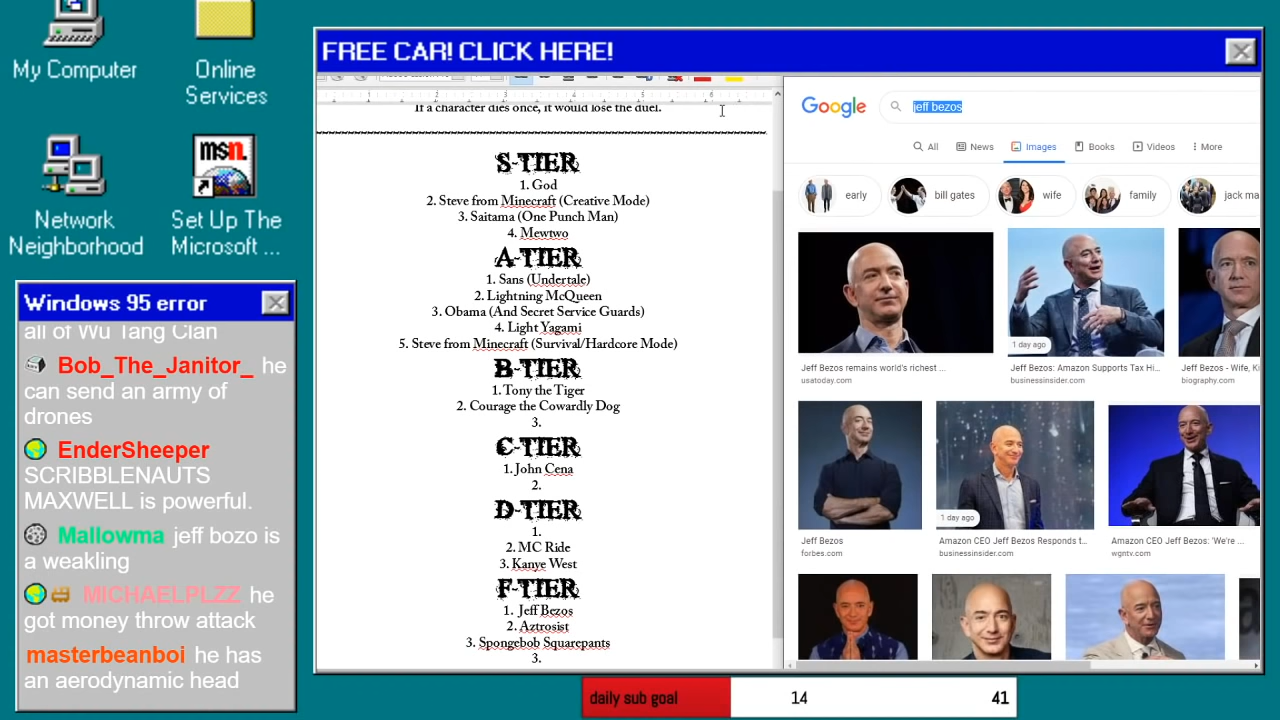 My Computer
Online
Services
Network
Neighborhood
msn.
Set Up The
Microsoft ...
Windows 95 error
all of Wu Tang Clan
Bob_The_Janitor_ he
can send an army of
drones
EnderSheeper
SCRIBBLENAUTS
MAXWELL is powerful.
Mallowma jeff bozo is
a weakling
MICHAELPLZZ he
got money throw attack
masterbeanboi he has
an aerodynamic head
FREE CAR! CLICK HERE!
If a character dies once, it would lose the duel.
S-TIER
1. God
2. Steve from Minecraft (Creative Mode)
3. Saitama (One Punch Man)
4. Mewtwo
A-TIER
1. Sans (Undertale)
2. Lightning McQueen
3. Obama (And Secret Service Guards)
4. Light Yagami
5. Steve from Minecraft (Survival/Hardcore Mode)
B-TIER
1. Tony the Tiger
2. Courage the Cowardly Dog
3.
C-TIER
1. John Cena
2.
D-TIER
1.
2. MC Ride
3. Kanye West
F-TIER
1. Jeff Bezos
2. Aztrosist
3. Spongebob Squarepants
3.
Google
jeff bezos
All News Images Books Videos More
early bill gates wife family jack ma
1 day ago
Jeff Bezos remains world's richest ...
usatoday.com
Jeff Bezos: Amazon Supports Tax Hi...
businessinsider.com
Jeff Bezos - Wife, Ki
biography.com
1 day ago
Jeff Bezos
forbes.com
Amazon CEO Jeff Bezos Responds t...
businessinsider.com
Amazon CEO Jeff Bezos: 'We're ...
wgntv.com
daily sub goal 14 41